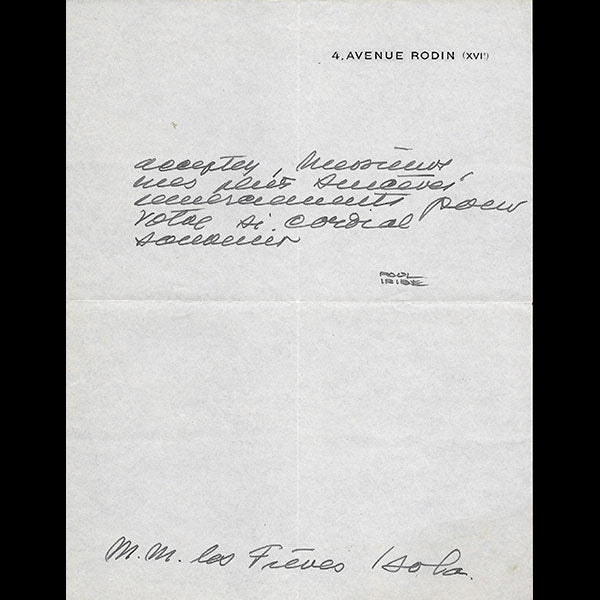 4, AVENUE RODIN (XVIᵉ)
acceptez, Messieurs
mes plus sincères
remerciements pour
votre si cordial
souvenir
PAUL
IRIBE
M.M. les Frères Isola.